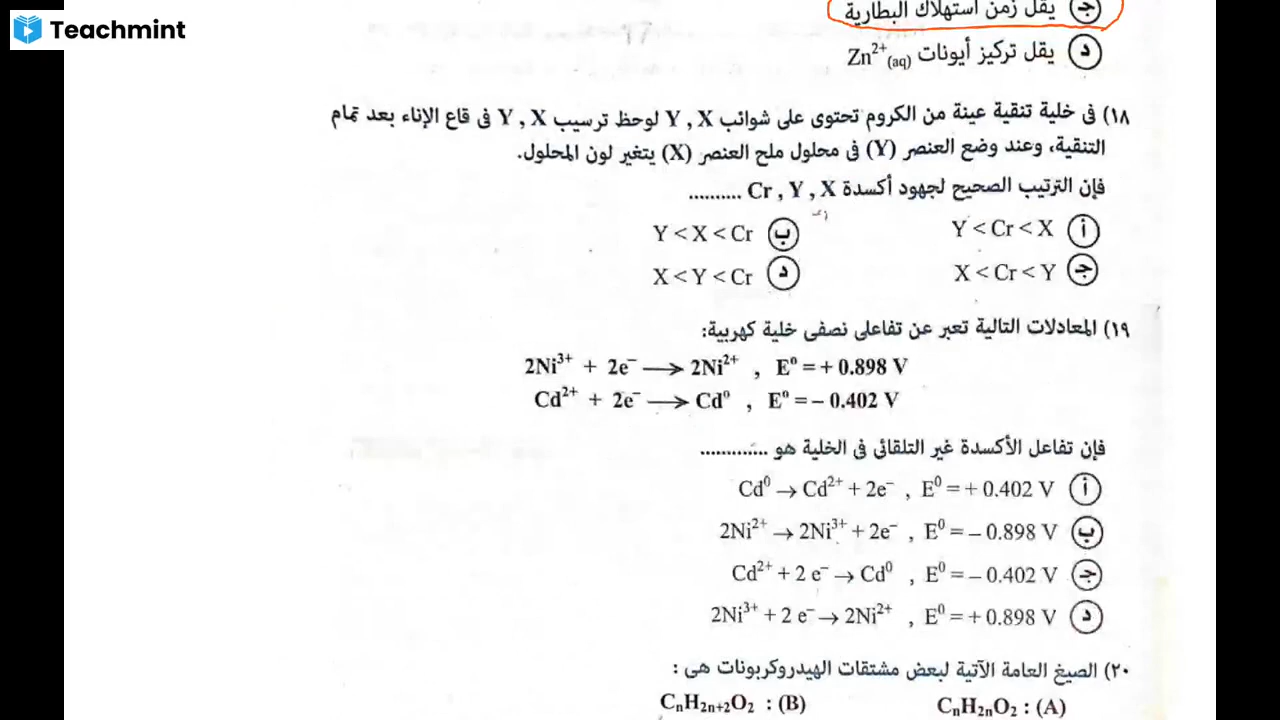 Teachmint
ج يقل زمن استهلاك البطارية
د يقل تركيز أيونات Zn²⁺(aq)
١٨) فى خلية تنقية عينة من الكروم تحتوى على شوائب Y , X لوحظ ترسيب Y , X فى قاع الإناء بعد تمام
التنقية، وعند وضع العنصر (Y) فى محلول ملح العنصر (X) يتغير لون المحلول.
فإن الترتيب الصحيح لجهود أكسدة Cr , Y , X ..........
أ Y < Cr < X ب Y < X < Cr
ج X < Cr < Y د X < Y < Cr
١٩) المعادلات التالية تعبر عن تفاعلى نصفى خلية كهربية:
2Ni³⁺ + 2e⁻ → 2Ni²⁺ , E⁰ = + 0.898 V
Cd²⁺ + 2e⁻ → Cd⁰ , E⁰ = – 0.402 V
فإن تفاعل الأكسدة غير التلقائى فى الخلية هو .............
أ Cd⁰ → Cd²⁺ + 2e⁻ , E⁰ = + 0.402 V
ب 2Ni²⁺ → 2Ni³⁺ + 2e⁻ , E⁰ = – 0.898 V
ج Cd²⁺ + 2 e⁻ → Cd⁰ , E⁰ = – 0.402 V
د 2Ni³⁺ + 2 e⁻ → 2Ni²⁺ , E⁰ = + 0.898 V
٢٠) الصيغ العامة الآتية لبعض مشتقات الهيدروكربونات هى :
CₙH₂ₙO₂ : (A) CₙH₂ₙ₊₂O₂ : (B)